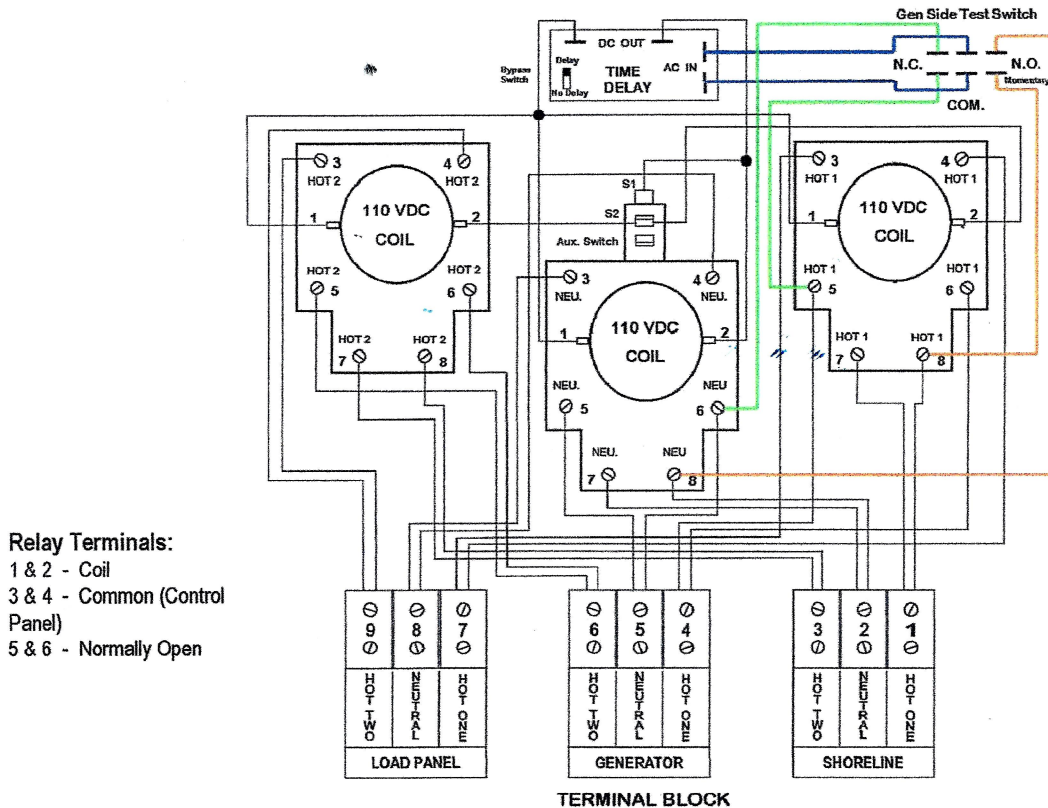 Gen Side Test Switch
DC OUT
Bypass
Switch
Delay
No Delay
TIME
DELAY
AC IN
N.C.
N.O.
Momentary
COM.
3
HOT 2
4
HOT 2
1
110 VDC
COIL
2
HOT 2
5
HOT 2
6
HOT 2
7
HOT 2
8
S1
S2
Aux. Switch
3
NEU.
4
NEU.
1
110 VDC
COIL
2
NEU.
5
NEU
6
NEU.
7
NEU
8
3
HOT 1
4
HOT 1
1
110 VDC
COIL
2
HOT 1
5
HOT 1
6
HOT 1
7
HOT 1
8
Relay Terminals:
1 & 2 - Coil
3 & 4 - Common (Control
Panel)
5 & 6 - Normally Open
9
8
7
HOT TWO
NEUTRAL
HOT ONE
LOAD PANEL
6
5
4
HOT TWO
NEUTRAL
HOT ONE
GENERATOR
3
2
1
HOT TWO
NEUTRAL
HOT ONE
SHORELINE
TERMINAL BLOCK